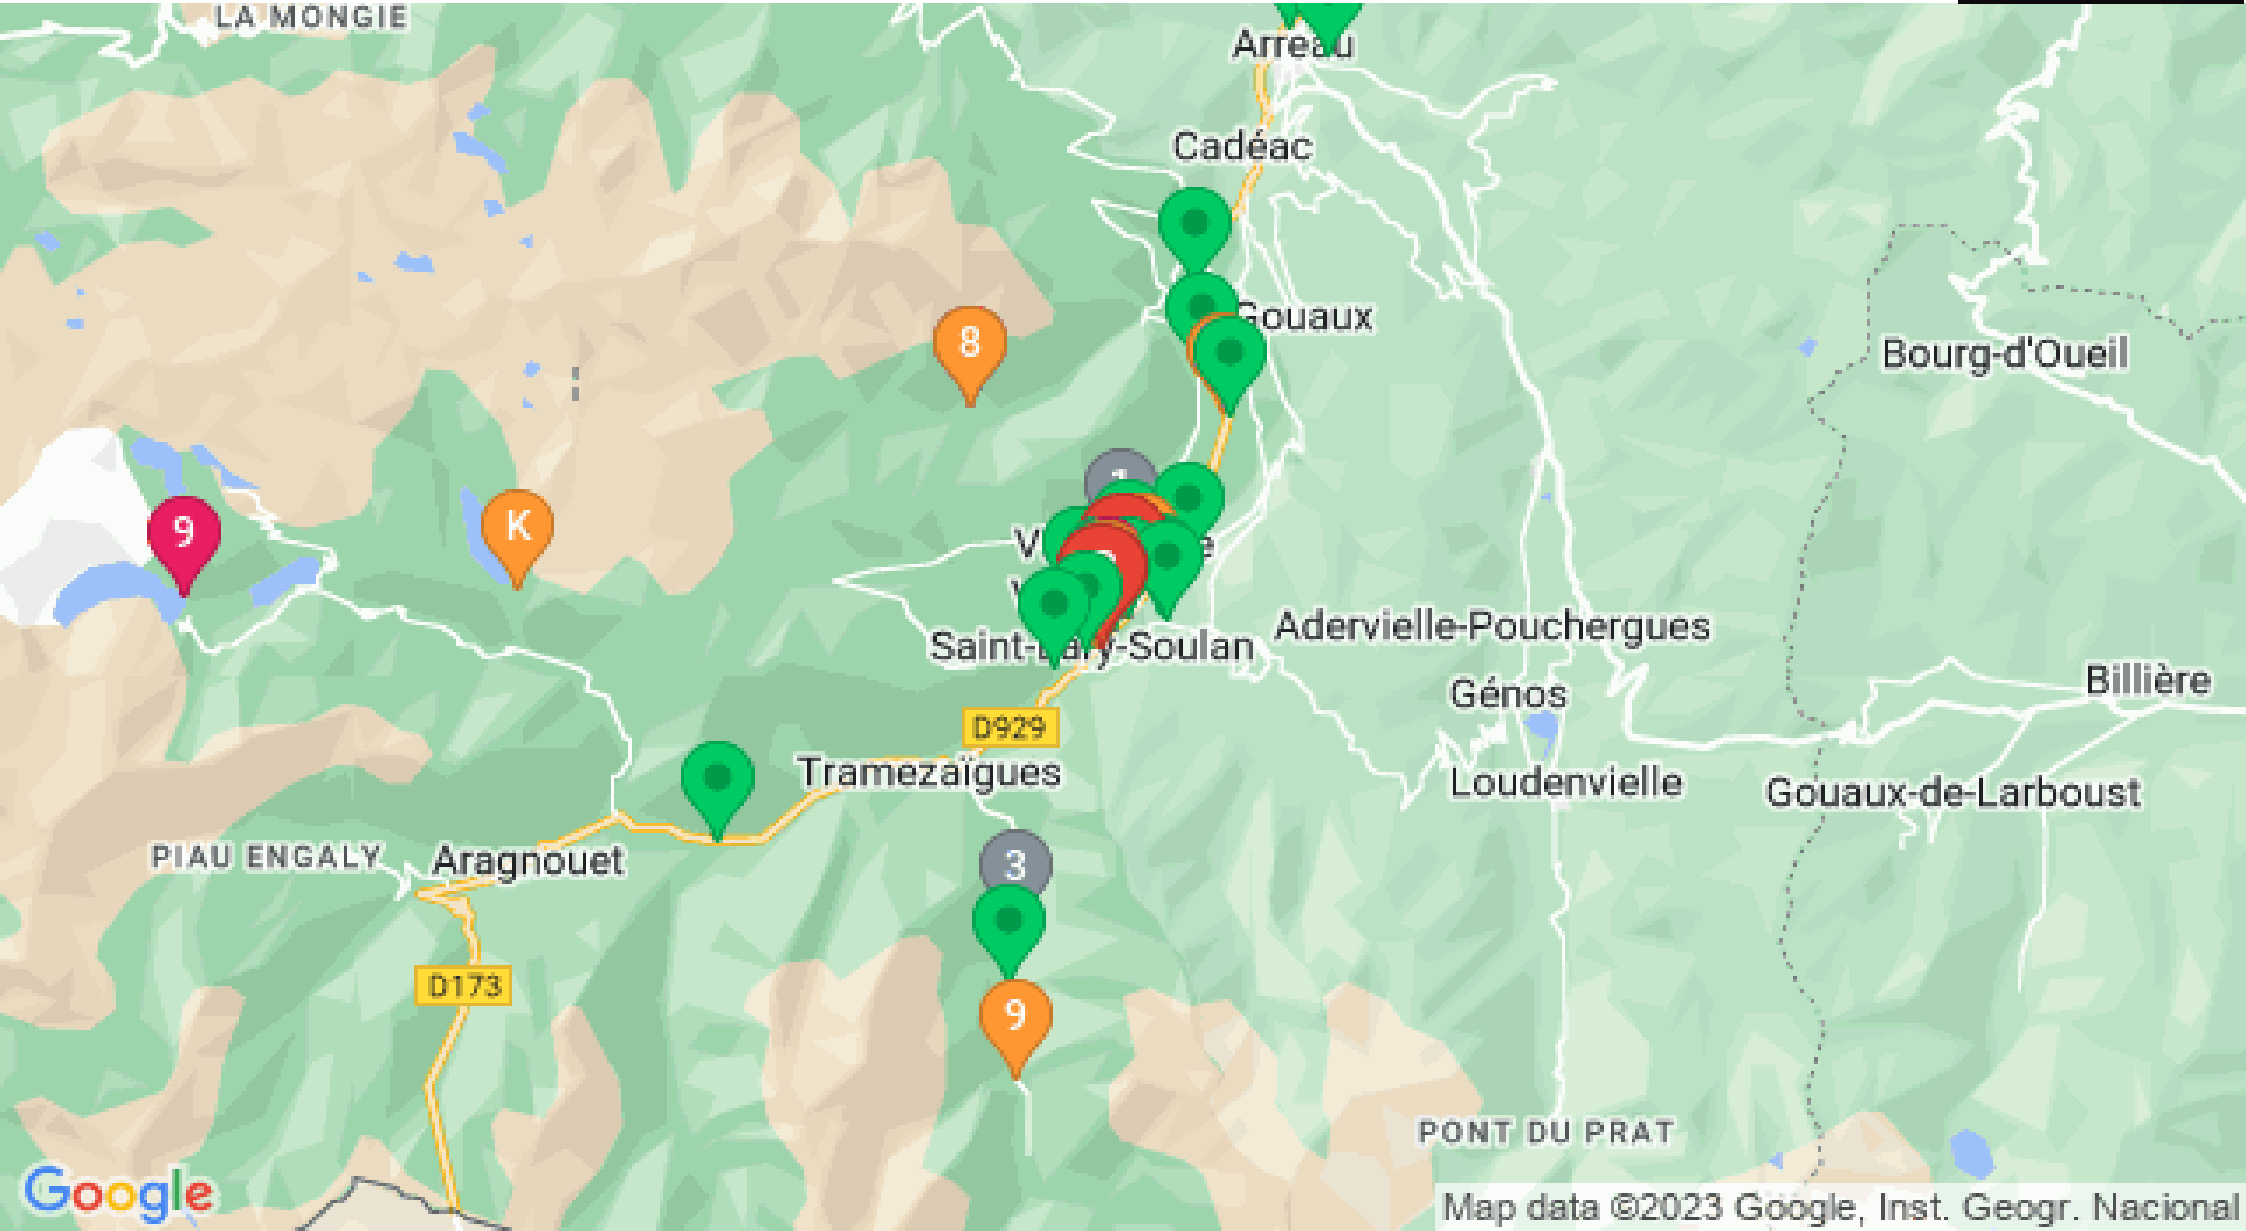 LA MONGIE
Arreau
Cadéac
Gouaux
8
Bourg-d'Oueil
9
K
Saint-Lary-Soulan
Adervielle-Pouchergues
Génos
Billière
D929
Tramezaïgues
Loudenvielle
Gouaux-de-Larboust
PIAU ENGALY
Aragnouet
3
D173
9
PONT DU PRAT
Google
Map data ©2023 Google, Inst. Geogr. Nacional